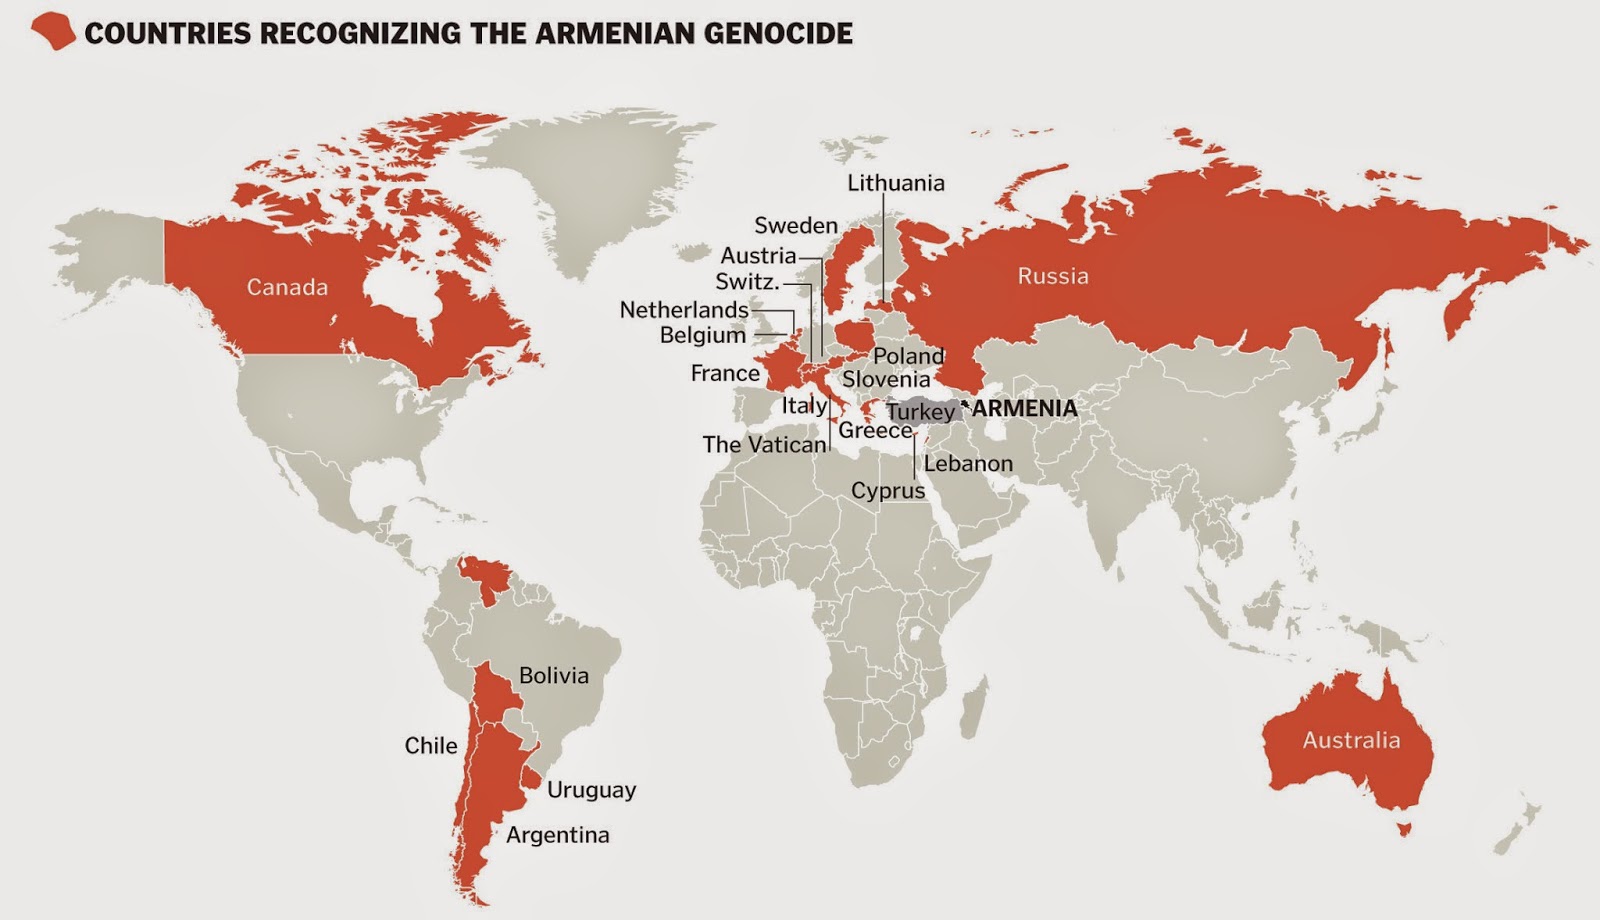 COUNTRIES RECOGNIZING THE ARMENIAN GENOCIDE
Lithuania
Sweden
Austria
Switz.
Netherlands
Belgium
France
Canada
Russia
Poland
Slovenia
Italy
Turkey
ARMENIA
Greece
The Vatican
Lebanon
Cyprus
Bolivia
Chile
Uruguay
Argentina
Australia